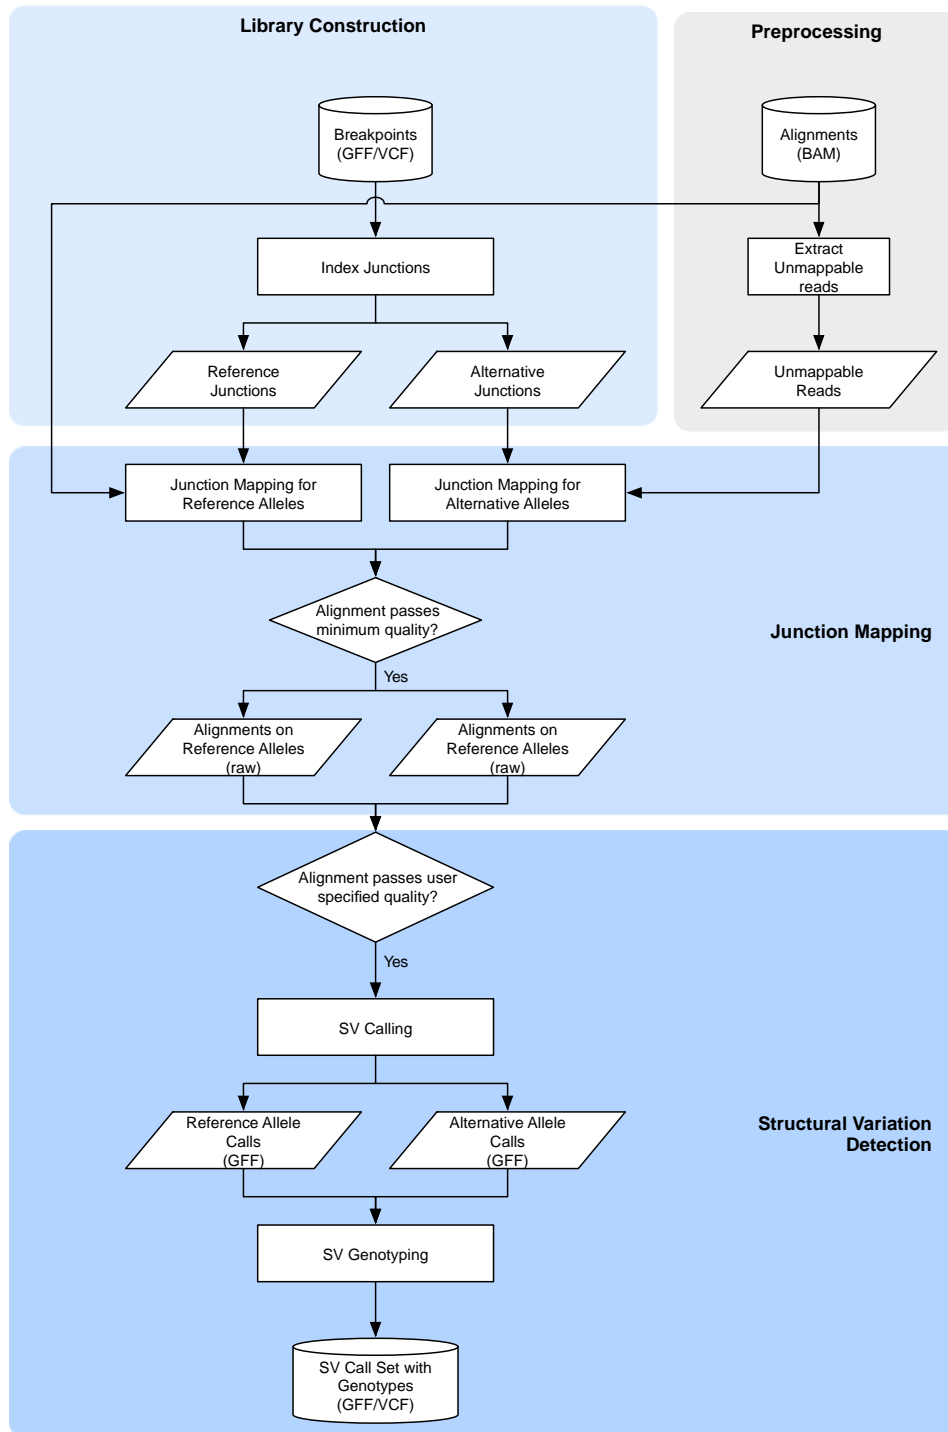 Library Construction
Preprocessing
Breakpoints
(GFF/VCF)
Alignments
(BAM)
Index Junctions
Extract
Unmappable
reads
Reference
Junctions
Alternative
Junctions
Unmappable
Reads
Junction Mapping for
Reference Alleles
Junction Mapping for
Alternative Alleles
Alignment passes
minimum quality?
Junction Mapping
Yes
Alignments on
Reference Alleles
(raw)
Alignments on
Reference Alleles
(raw)
Alignment passes user
specified quality?
Yes
SV Calling
Reference Allele
Calls
(GFF)
Alternative Allele
Calls
(GFF)
Structural Variation
Detection
SV Genotyping
SV Call Set with
Genotypes
(GFF/VCF)